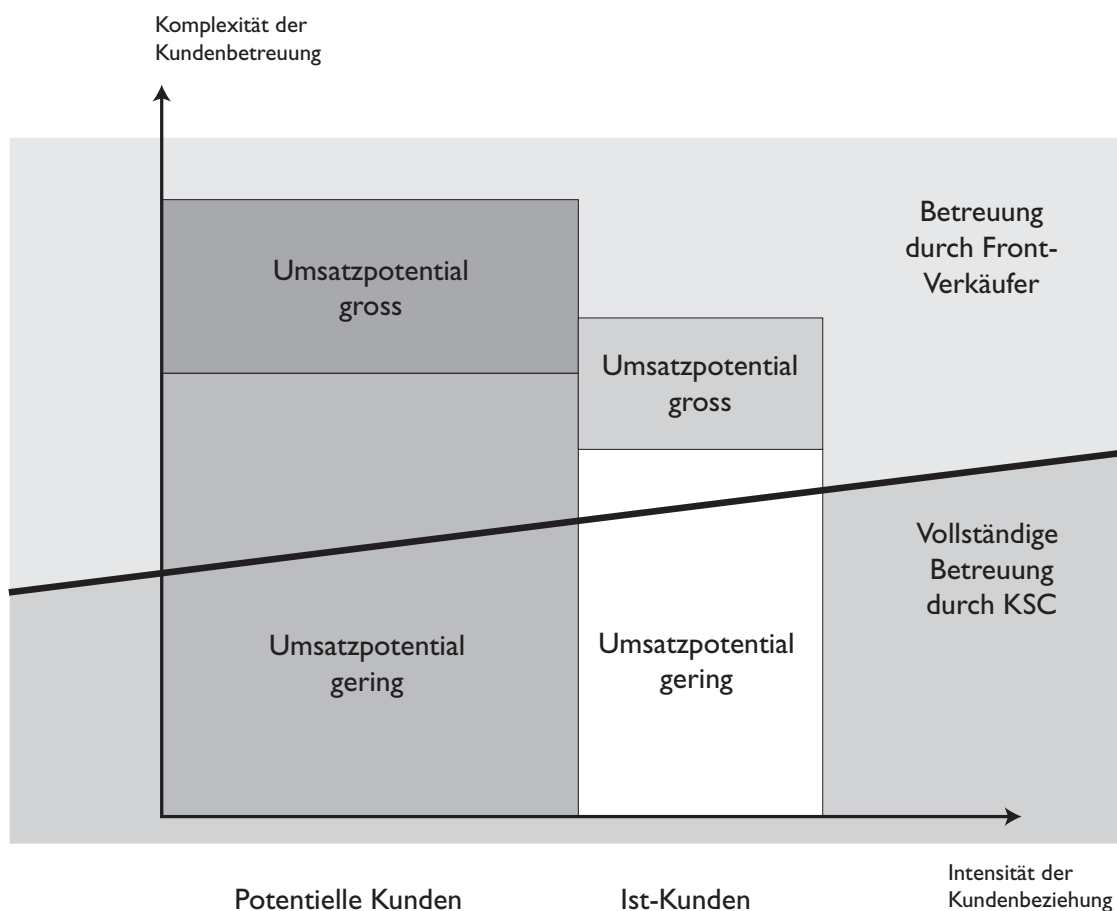 Komplexität der
Kundenbetreuung
Betreuung
durch Front-
Verkäufer
Umsatzpotential
gross
Umsatzpotential
gross
Vollständige
Betreuung
durch KSC
Umsatzpotential
gering
Umsatzpotential
gering
Potentielle Kunden
Ist-Kunden
Intensität der
Kundenbeziehung